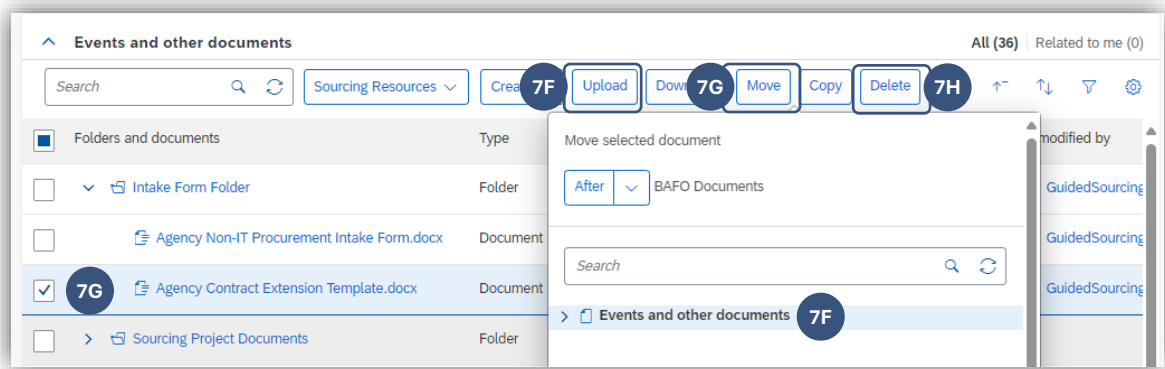 Events and other documents All (36) Related to me (0)
Search Sourcing Resources 7F Upload 7G Move Copy Delete 7H
Folders and documents Type modified by
Move selected document
After BAFO Documents
Intake Form Folder Folder GuidedSourcing
Agency Non-IT Procurement Intake Form.docx Document GuidedSourcing
Search
7G Agency Contract Extension Template.docx Document GuidedSourcing
Events and other documents 7F
Sourcing Project Documents Folder